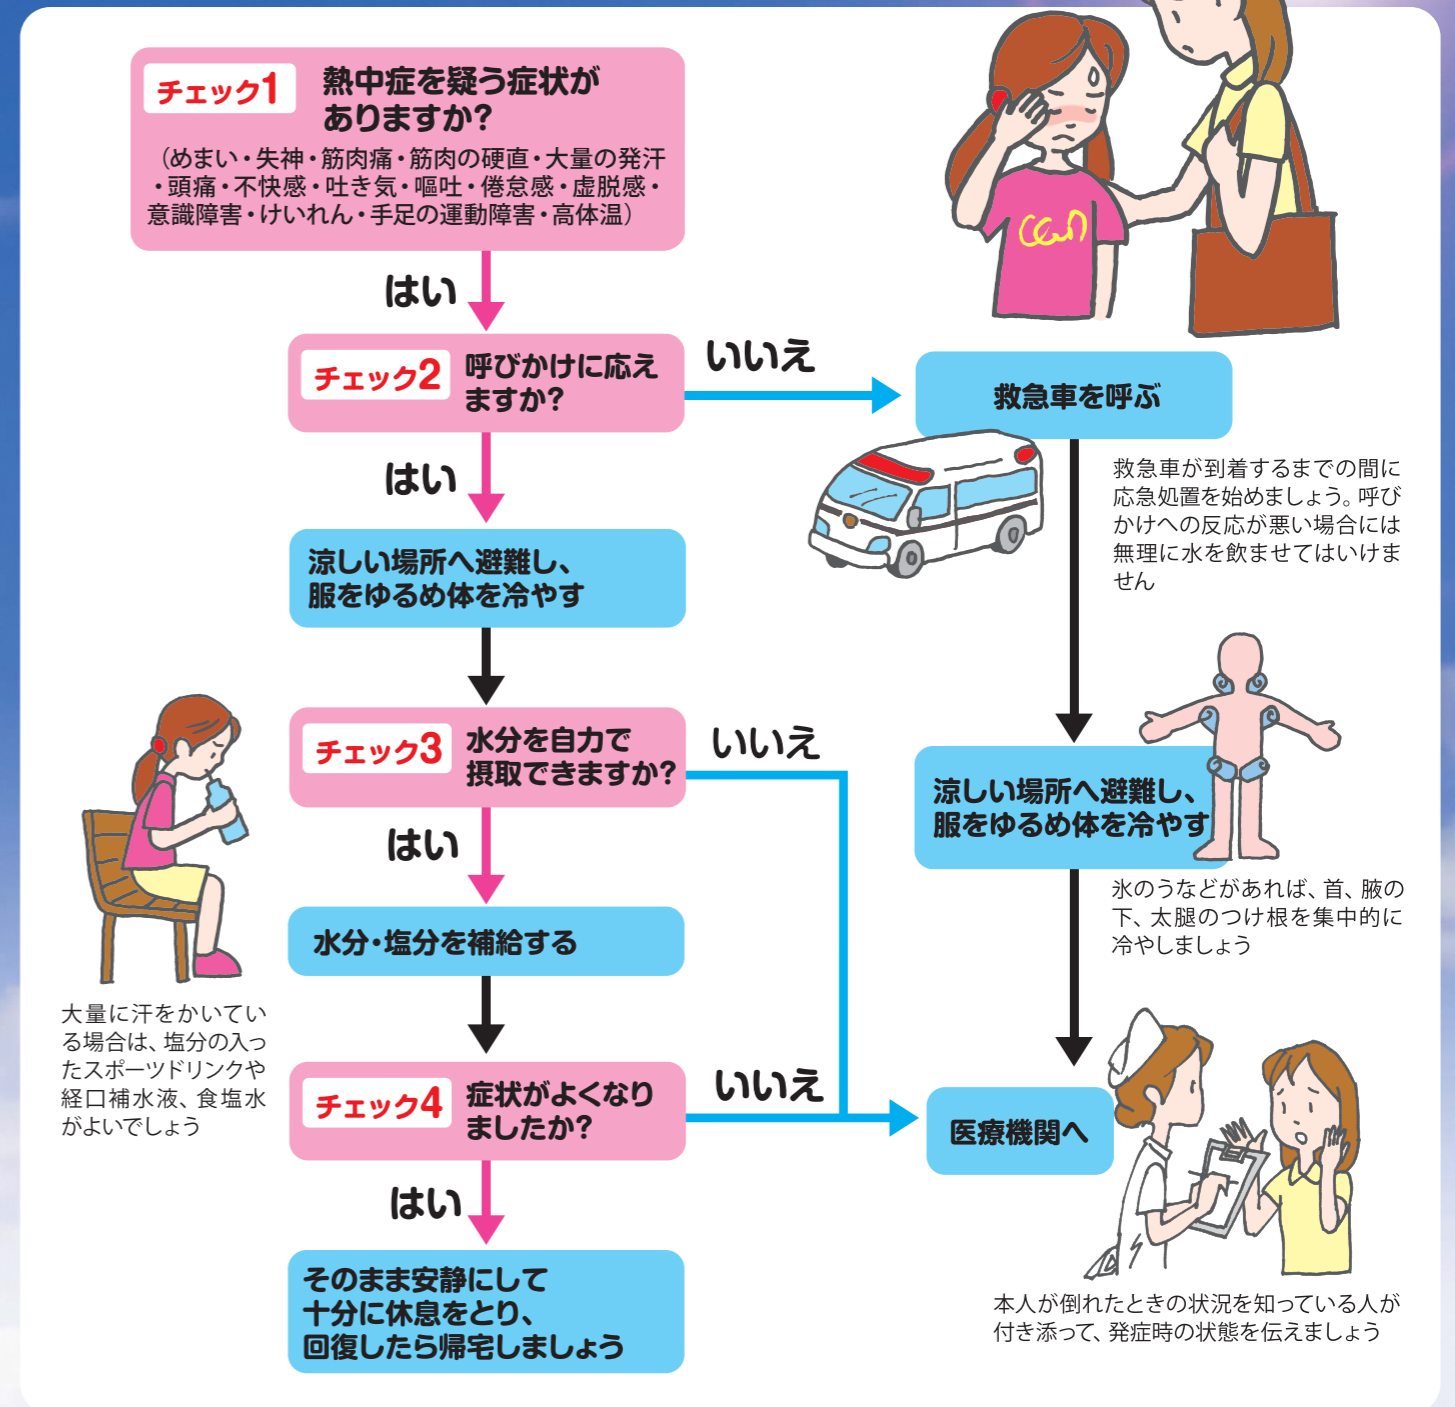 チェック1
熱中症を疑う症状が
ありますか?
（めまい・失神・筋肉痛・筋肉の硬直・大量の発汗
・頭痛・不快感・吐き気・嘔吐・倦怠感・虚脱感・
意識障害・けいれん・手足の運動障害・高体温）
はい
チェック2
呼びかけに応え
ますか?
いいえ
救急車を呼ぶ
救急車が到着するまでの間に
応急処置を始めましょう。呼び
かけへの反応が悪い場合には
無理に水を飲ませてはいけま
せん
はい
涼しい場所へ避難し、
服をゆるめ体を冷やす
チェック3
水分を自力で
摂取できますか?
いいえ
涼しい場所へ避難し、
服をゆるめ体を冷やす
氷のうなどがあれば、首、腋の
下、太腿のつけ根を集中的に
冷やしましょう
はい
水分・塩分を補給する
大量に汗をかいてい
る場合は、塩分の入っ
たスポーツドリンクや
経口補水液、食塩水
がよいでしょう
チェック4
症状がよくなり
ましたか?
いいえ
医療機関へ
本人が倒れたときの状況を知っている人が
付き添って、発症時の状態を伝えましょう
はい
そのまま安静にして
十分に休息をとり、
回復したら帰宅しましょう